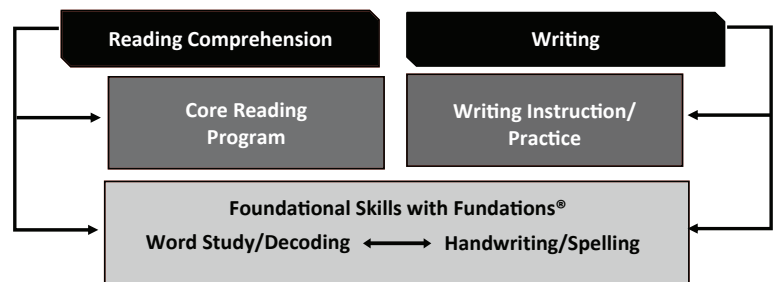 Reading Comprehension
Writing
Core Reading
Program
Writing Instruction/
Practice
Foundational Skills with Fundations®
Word Study/Decoding
Handwriting/Spelling